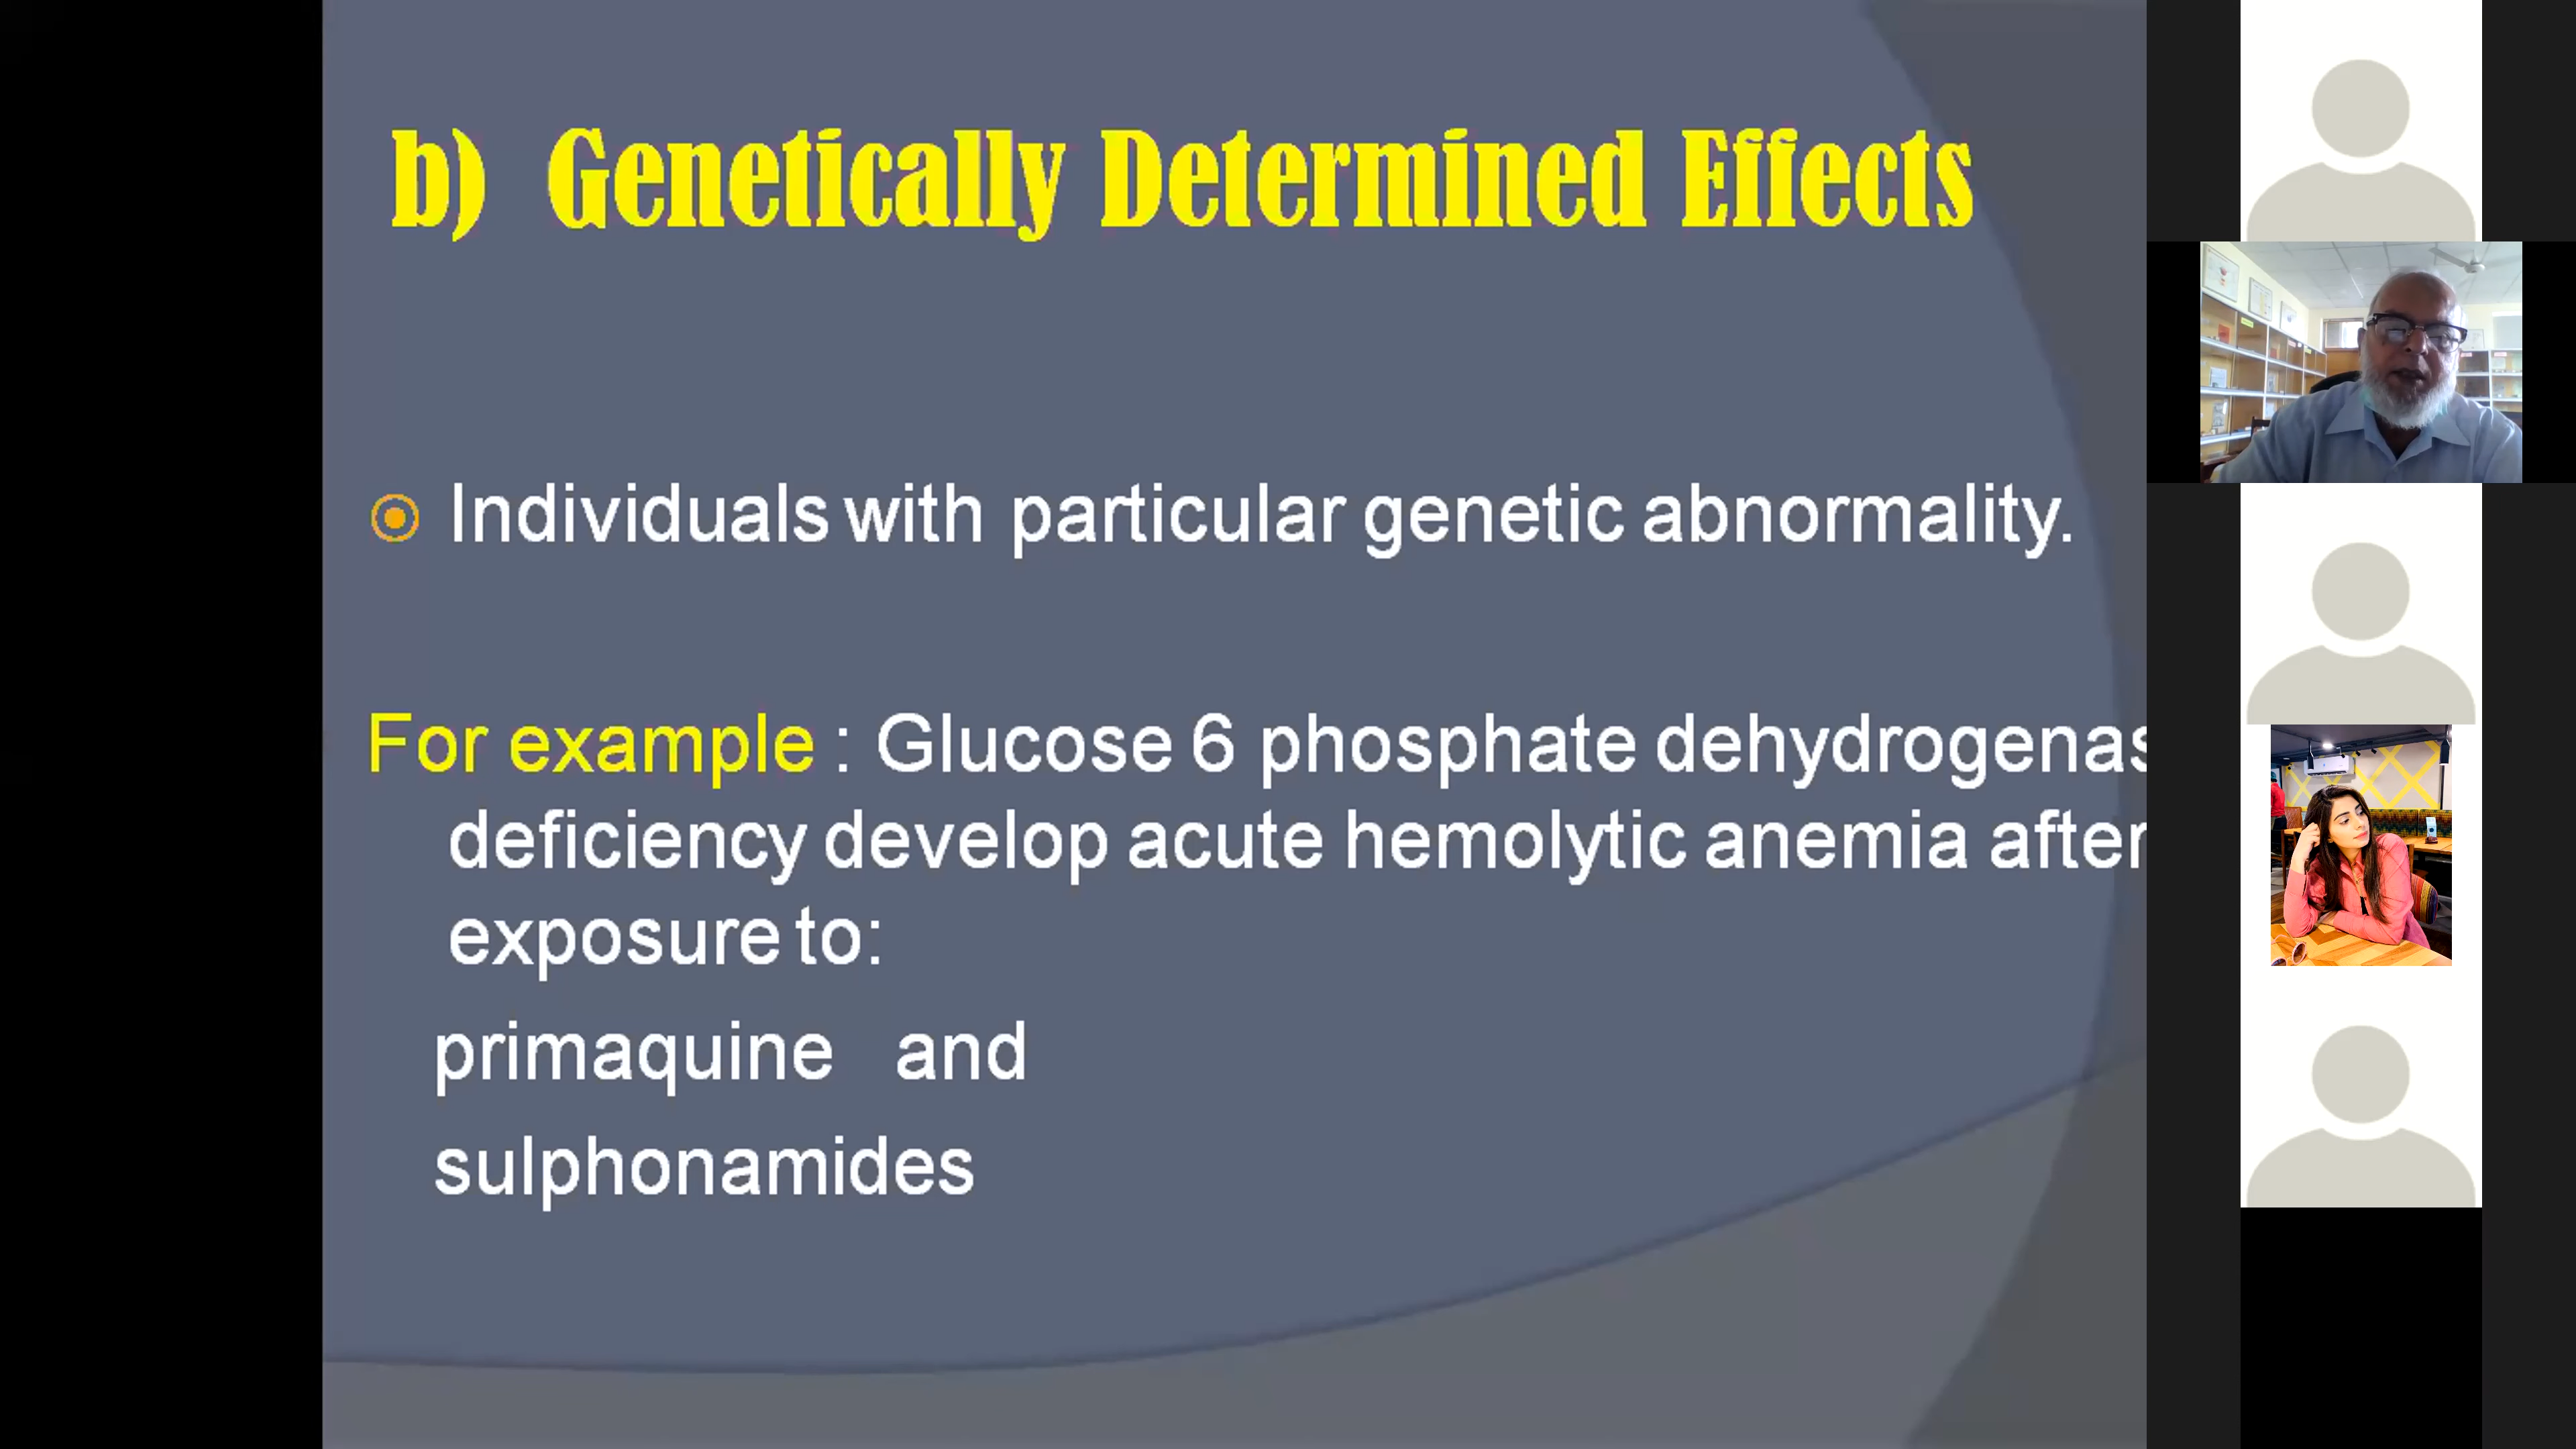 b) Genetically Determined Effects
Individuals with particular genetic abnormality.
For example : Glucose 6 phosphate dehydrogenas
deficiency develop acute hemolytic anemia after
exposure to:
primaquine and
sulphonamides